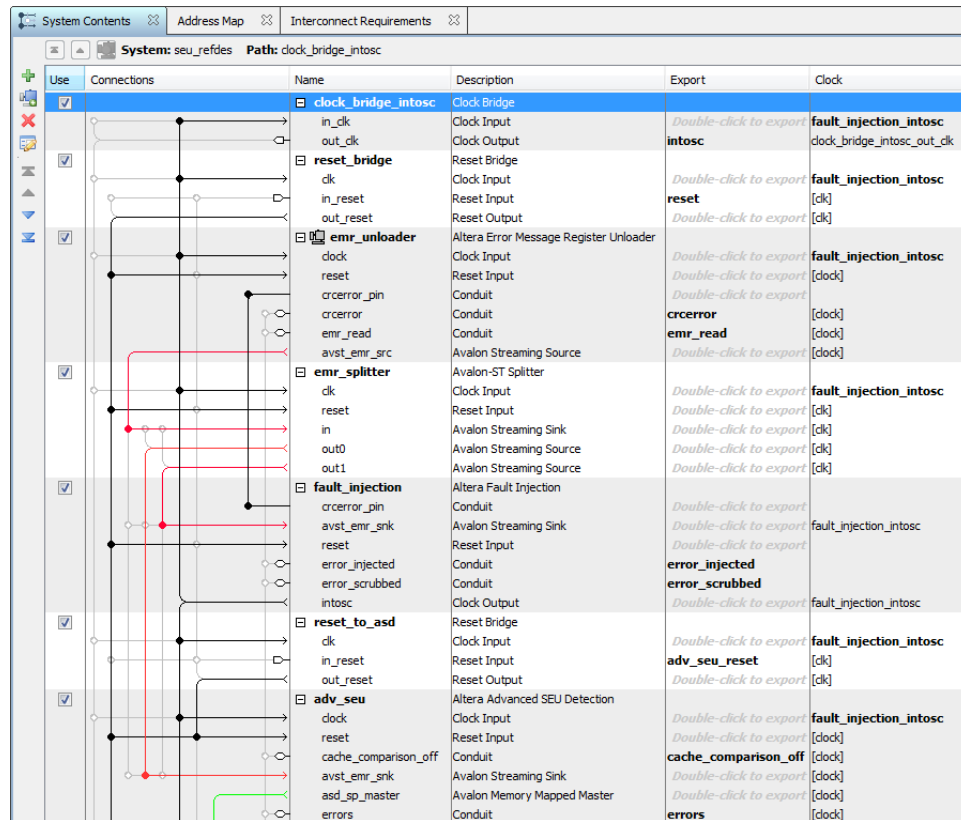 System Contents Address Map Interconnect Requirements
System: seu_refdes Path: clock_bridge_intosc
Use Connections Name Description Export Clock
clock_bridge_intosc Clock Bridge
in_clk Clock Input Double-click to export fault_injection_intosc
out_clk Clock Output intosc clock_bridge_intosc_out_clk
reset_bridge Reset Bridge
clk Clock Input Double-click to export fault_injection_intosc
in_reset Reset Input reset [clk]
out_reset Reset Output Double-click to export [clk]
emr_unloader Altera Error Message Register Unloader
clock Clock Input Double-click to export fault_injection_intosc
reset Reset Input Double-click to export [clock]
crcerror_pin Conduit Double-click to export
crcerror Conduit crcerror [clock]
emr_read Conduit emr_read [clock]
avst_emr_src Avalon Streaming Source Double-click to export [clock]
emr_splitter Avalon-ST Splitter
clk Clock Input Double-click to export fault_injection_intosc
reset Reset Input Double-click to export [clk]
in Avalon Streaming Sink Double-click to export [clk]
out0 Avalon Streaming Source Double-click to export [clk]
out1 Avalon Streaming Source Double-click to export [clk]
fault_injection Altera Fault Injection
crcerror_pin Conduit Double-click to export
avst_emr_snk Avalon Streaming Sink Double-click to export fault_injection_intosc
reset Reset Input Double-click to export
error_injected Conduit error_injected
error_scrubbed Conduit error_scrubbed
intosc Clock Output Double-click to export fault_injection_intosc
reset_to_asd Reset Bridge
clk Clock Input Double-click to export fault_injection_intosc
in_reset Reset Input adv_seu_reset [clk]
out_reset Reset Output Double-click to export [clk]
adv_seu Altera Advanced SEU Detection
clock Clock Input Double-click to export fault_injection_intosc
reset Reset Input Double-click to export [clock]
cache_comparison_off Conduit cache_comparison_off [clock]
avst_emr_snk Avalon Streaming Sink Double-click to export [clock]
asd_sp_master Avalon Memory Mapped Master Double-click to export [clock]
errors Conduit errors [clock]